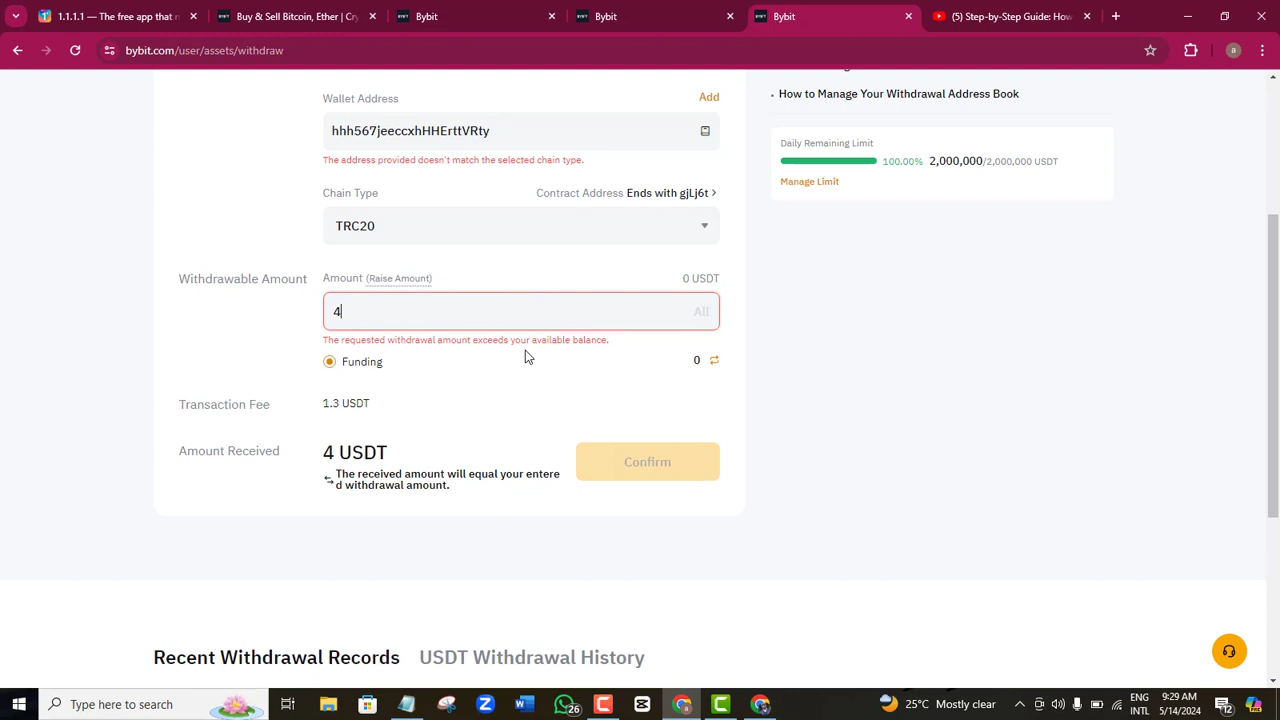 1.1.1.1 — The free app that n
Buy & Sell Bitcoin, Ether | Cry
Bybit
Bybit
Bybit
(5) Step-by-Step Guide: How
bybit.com/user/assets/withdraw
a
Wallet Address
Add
hhh567jeeccxhHHErttVRty
The address provided doesn't match the selected chain type.
Chain Type
Contract Address Ends with gjLj6t >
TRC20
Withdrawable Amount
Amount (Raise Amount)
0 USDT
4
All
The requested withdrawal amount exceeds your available balance.
Funding
0
Transaction Fee
1.3 USDT
Amount Received
4 USDT
The received amount will equal your entere
d withdrawal amount.
Confirm
How to Manage Your Withdrawal Address Book
Daily Remaining Limit
100.00% 2,000,000/2,000,000 USDT
Manage Limit
Recent Withdrawal Records
USDT Withdrawal History
Type here to search
26
25°C Mostly clear
ENG
INTL
9:29 AM
5/14/2024